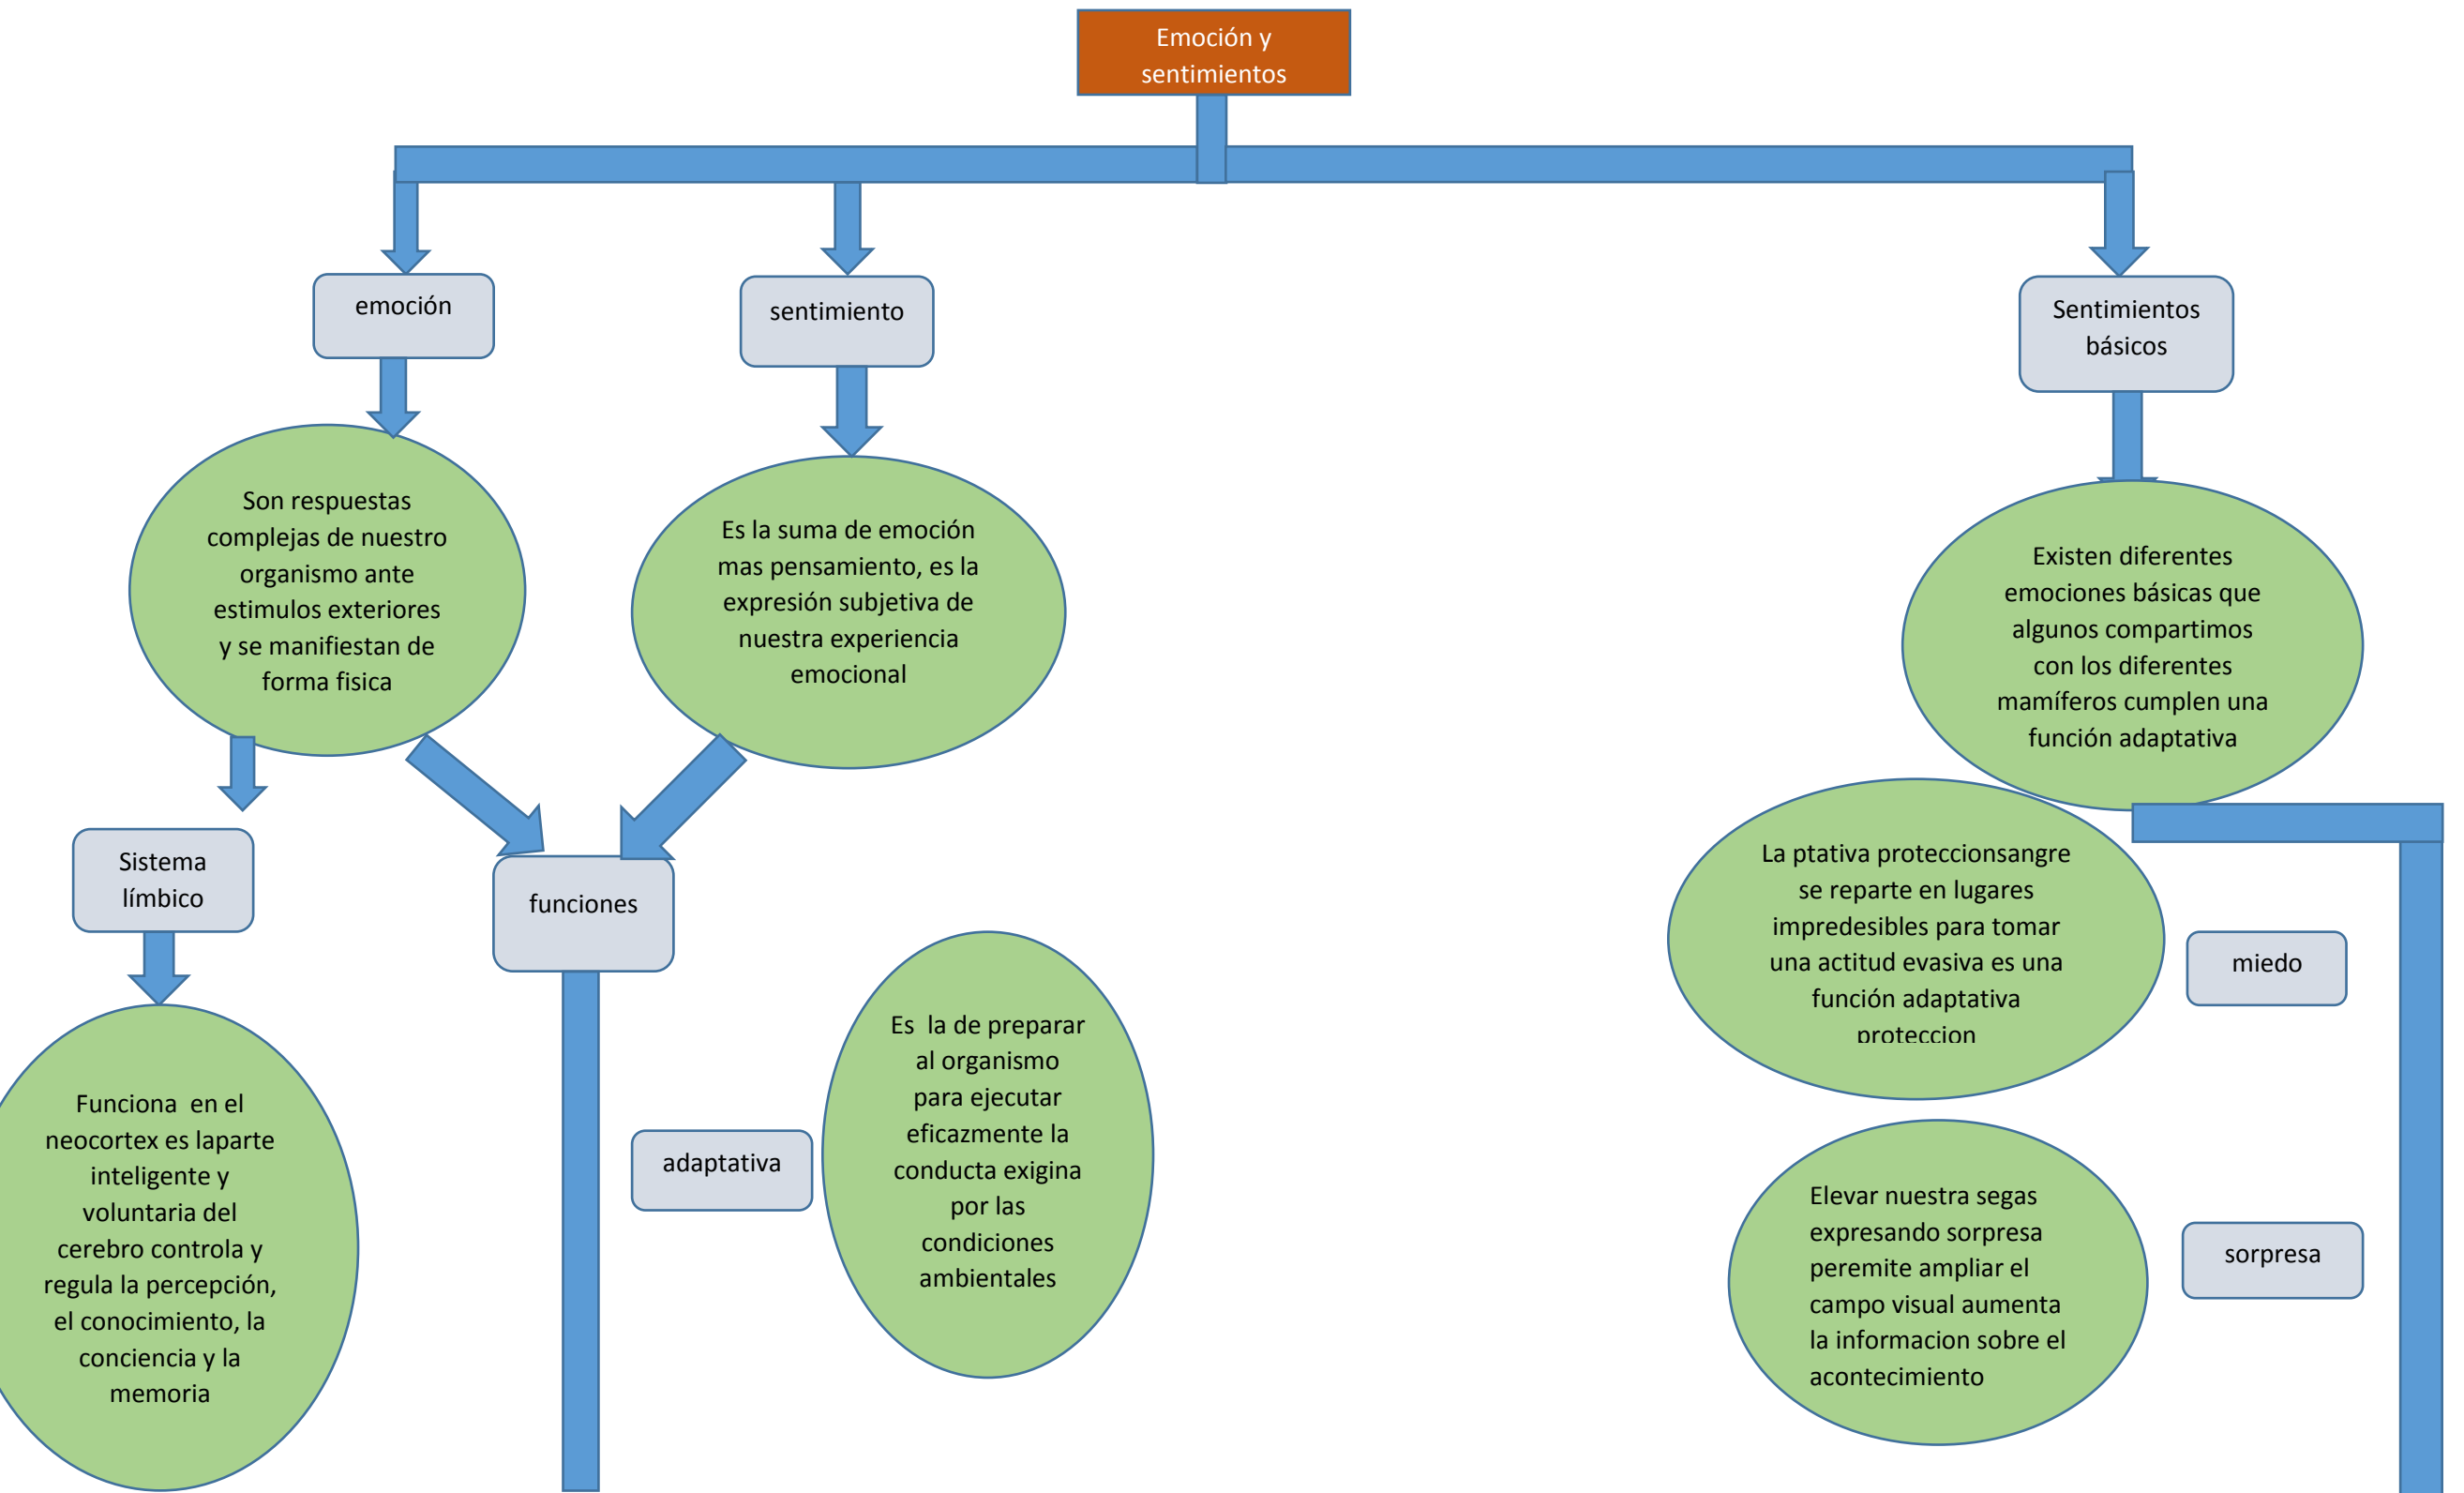 Emoción y
sentimientos
emoción
sentimiento
Sentimientos
básicos
Son respuestas
complejas de nuestro
organismo ante
estimulos exteriores
y se manifiestan de
forma fisica
Es la suma de emoción
mas pensamiento, es la
expresión subjetiva de
nuestra experiencia
emocional
Existen diferentes
emociones básicas que
algunos compartimos
con los diferentes
mamíferos cumplen una
función adaptativa
Sistema
límbico
funciones
La ptativa proteccionsangre
se reparte en lugares
impredesibles para tomar
una actitud evasiva es una
función adaptativa
proteccion
miedo
Funciona en el
neocortex es laparte
inteligente y
voluntaria del
cerebro controla y
regula la percepción,
el conocimiento, la
conciencia y la
memoria
adaptativa
Es la de preparar
al organismo
para ejecutar
eficazmente la
conducta exigina
por las
condiciones
ambientales
Elevar nuestra segas
expresando sorpresa
peremite ampliar el
campo visual aumenta
la informacion sobre el
acontecimiento
sorpresa